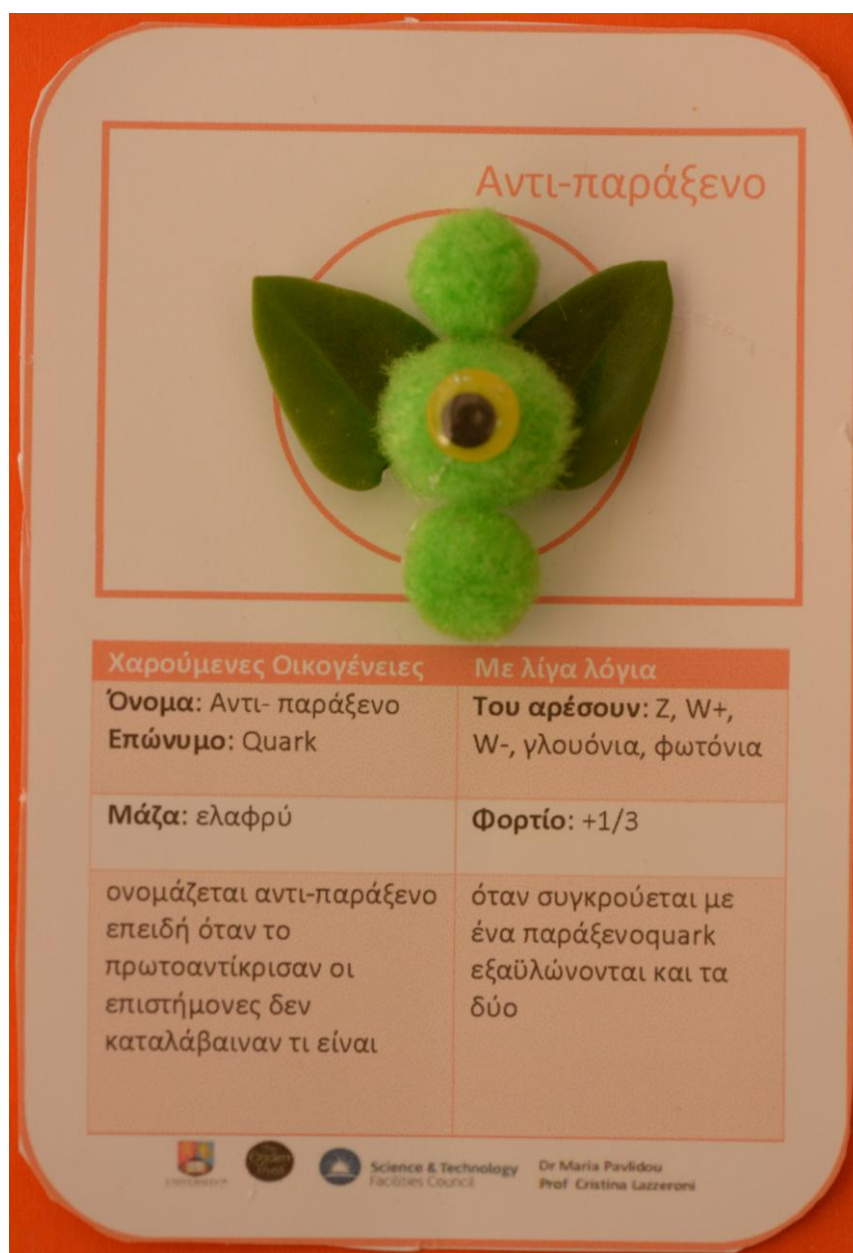 Αντι-παράξενο
Χαρούμενες Οικογένειες
Με λίγα λόγια
Όνομα: Αντι- παράξενο
Επώνυμο: Quark
Του αρέσουν: Z, W+,
W-, γλουόνια, φωτόνια
Μάζα: ελαφρύ
Φορτίο: +1/3
ονομάζεται αντι-παράξενο
επειδή όταν το
πρωτοαντίκρισαν οι
επιστήμονες δεν
καταλάβαιναν τι είναι
όταν συγκρούεται με
ένα παράξενοquark
εξαϋλώνονται και τα
δύο
Ogden
Trust
Science & Technology
Facilities Council
Dr Maria Pavlidou
Prof Cristina Lazzeroni